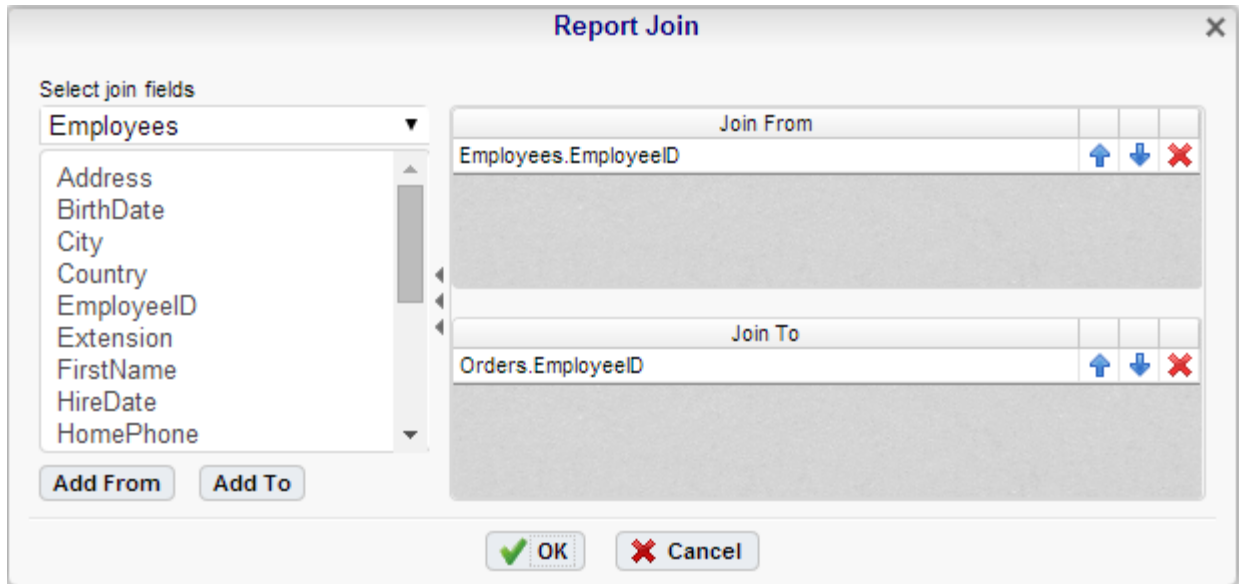 Report Join
Select join fields
Employees
Address
BirthDate
City
Country
EmployeeID
Extension
FirstName
HireDate
HomePhone
Add From Add To
Join From
Employees.EmployeeID
Join To
Orders.EmployeeID
OK Cancel